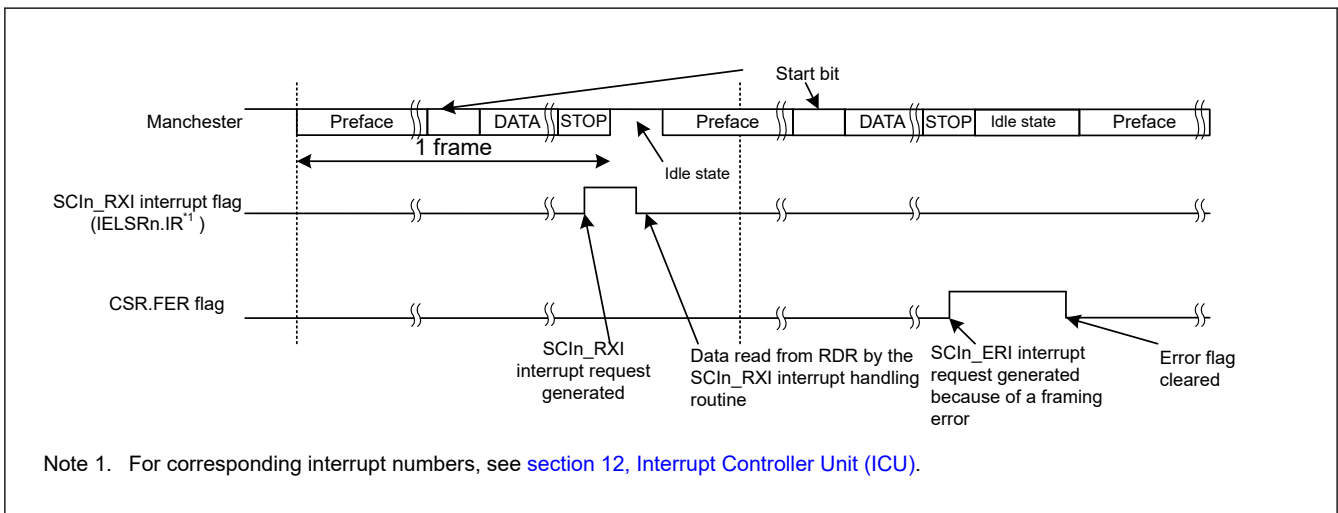 Start bit
Manchester
Preface
DATA
STOP
Preface
DATA
STOP
Idle state
Preface
1 frame
Idle state
SCIn_RXI interrupt flag
(IELSRn.IR*1 )
CSR.FER flag
SCIn_RXI
interrupt request
generated
Data read from RDR by the
SCIn_RXI interrupt handling
routine
SCIn_ERI interrupt
request generated
because of a framing
error
Error flag
cleared
Note 1. For corresponding interrupt numbers, see section 12, Interrupt Controller Unit (ICU).